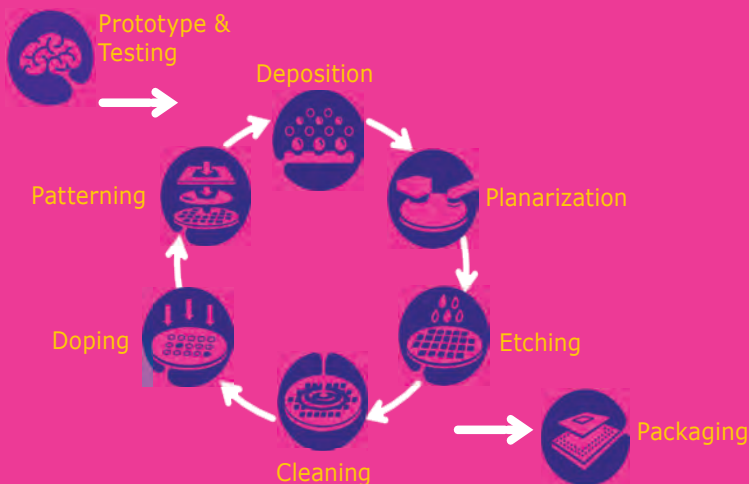 Prototype &
Testing
Deposition
Patterning
Planarization
Doping
Etching
Packaging
Cleaning